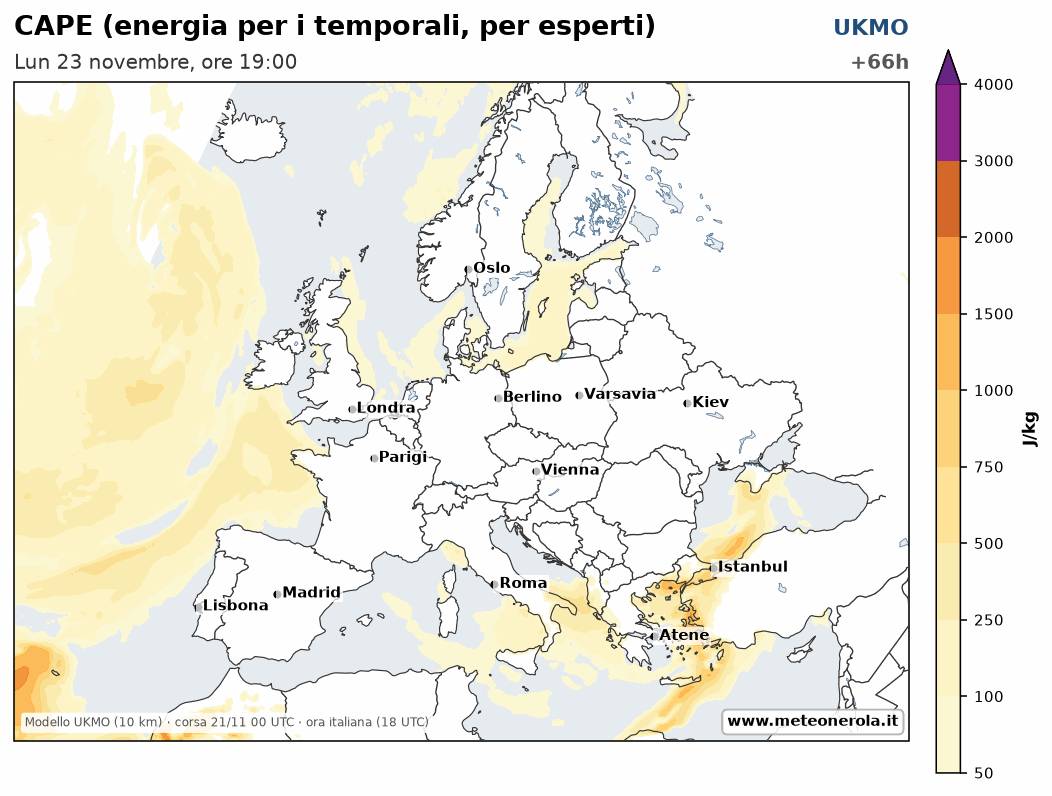 CAPE (energia per i temporali, per esperti)
UKMO
Lun 23 novembre, ore 19:00
+66h
4000
3000
2000
1500
1000
750
500
250
100
50
J/kg
Oslo
Londra
Berlino
Varsavia
Kiev
Parigi
Vienna
Istanbul
Roma
Madrid
Lisbona
Atene
Modello UKMO (10 km) · corsa 21/11 00 UTC · ora italiana (18 UTC)
www.meteonerola.it